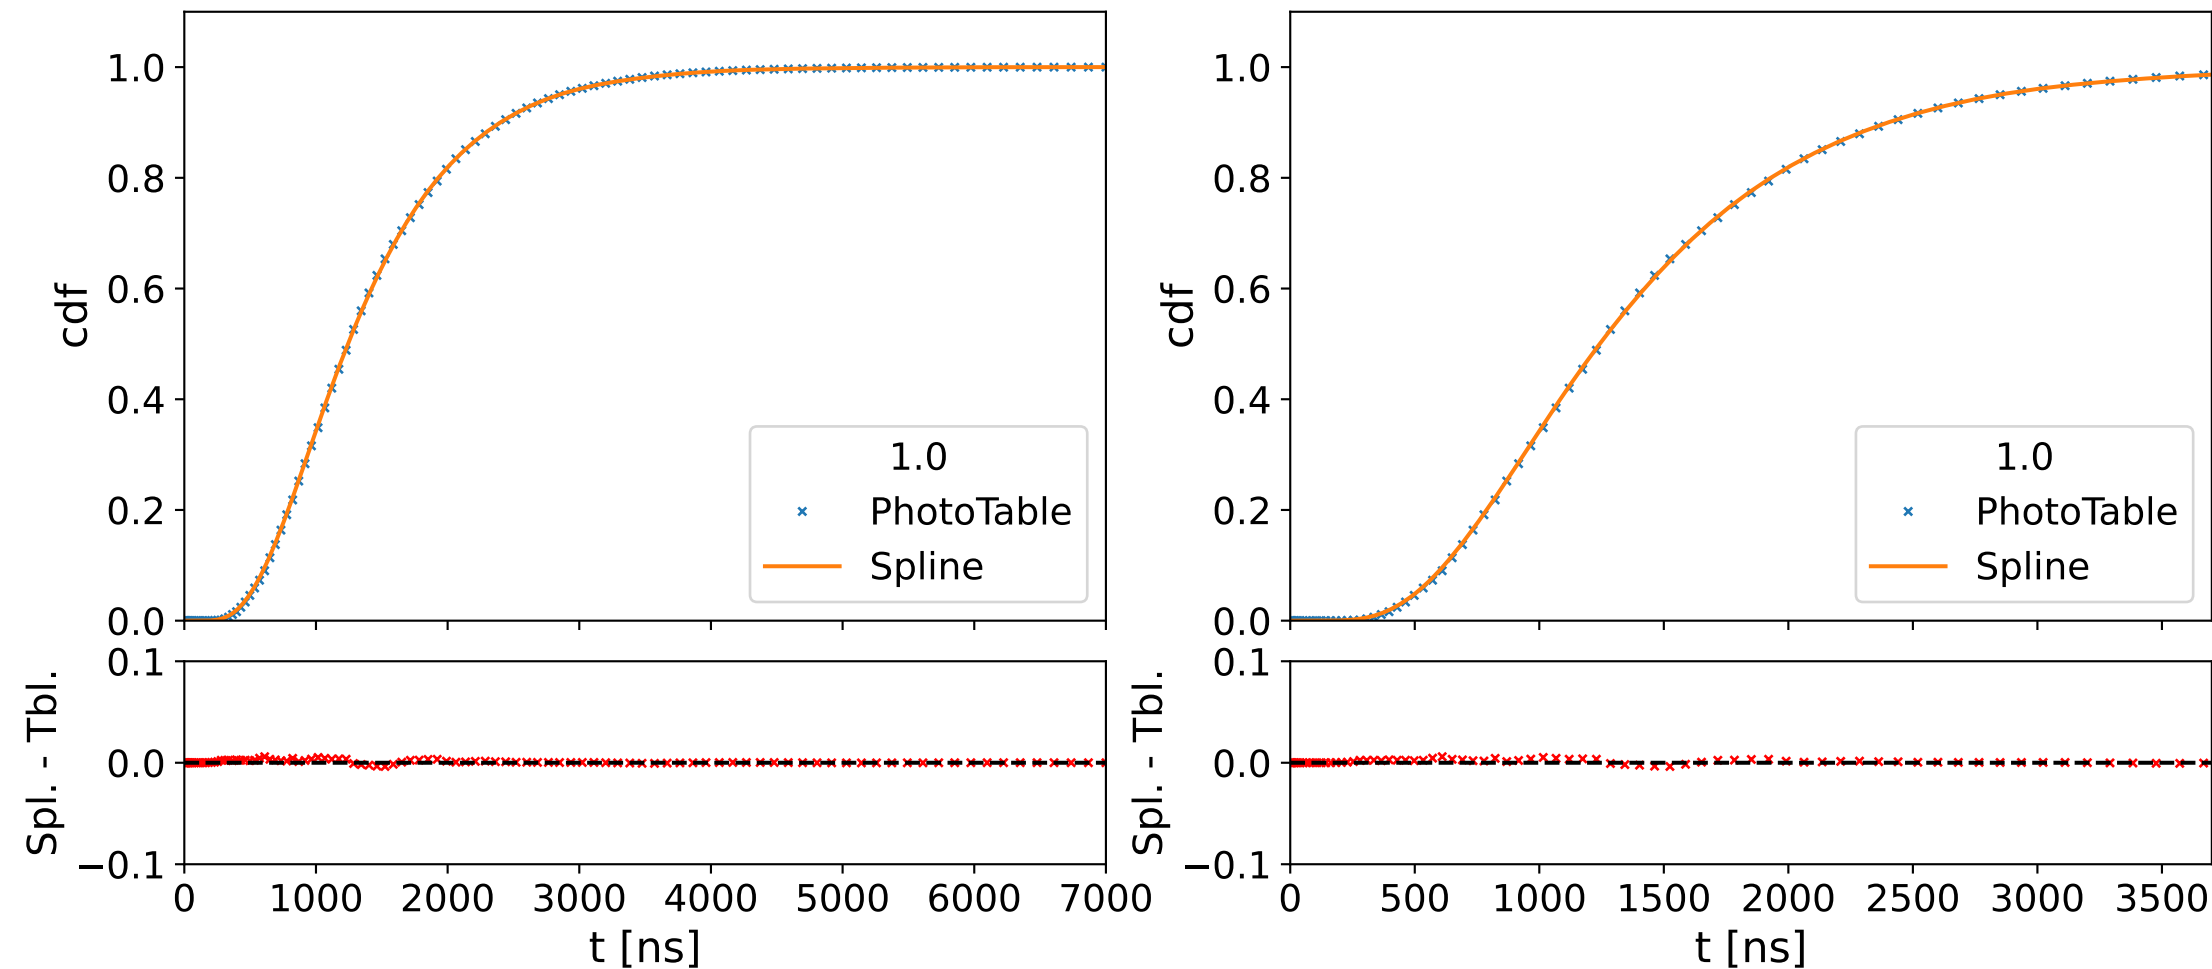 cdf
1.0
0.8
0.6
0.4
0.2
0.0
1.0
PhotoTable
Spline
Spl. - Tbl.
0.1
0.0
−0.1
0 1000 2000 3000 4000 5000 6000 7000
t [ns]
cdf
1.0
0.8
0.6
0.4
0.2
0.0
1.0
PhotoTable
Spline
Spl. - Tbl.
0.1
0.0
−0.1
0 500 1000 1500 2000 2500 3000 3500
t [ns]